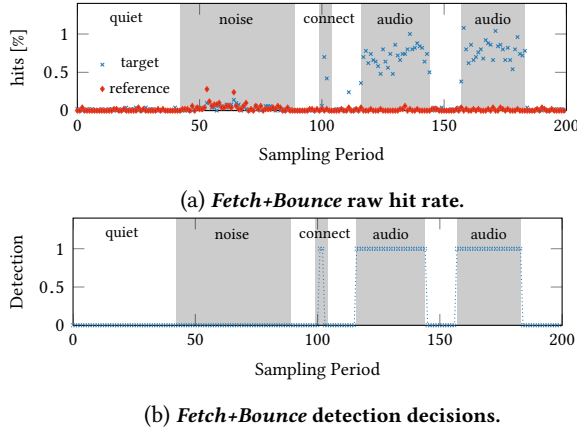 quiet noise connect audio audio
hits [%]
1
0.5
0
target
reference
0 50 100 150 200
Sampling Period
(a) Fetch+Bounce raw hit rate.
quiet noise connect audio audio
Detection
1
0.5
0
0 50 100 150 200
Sampling Period
(b) Fetch+Bounce detection decisions.